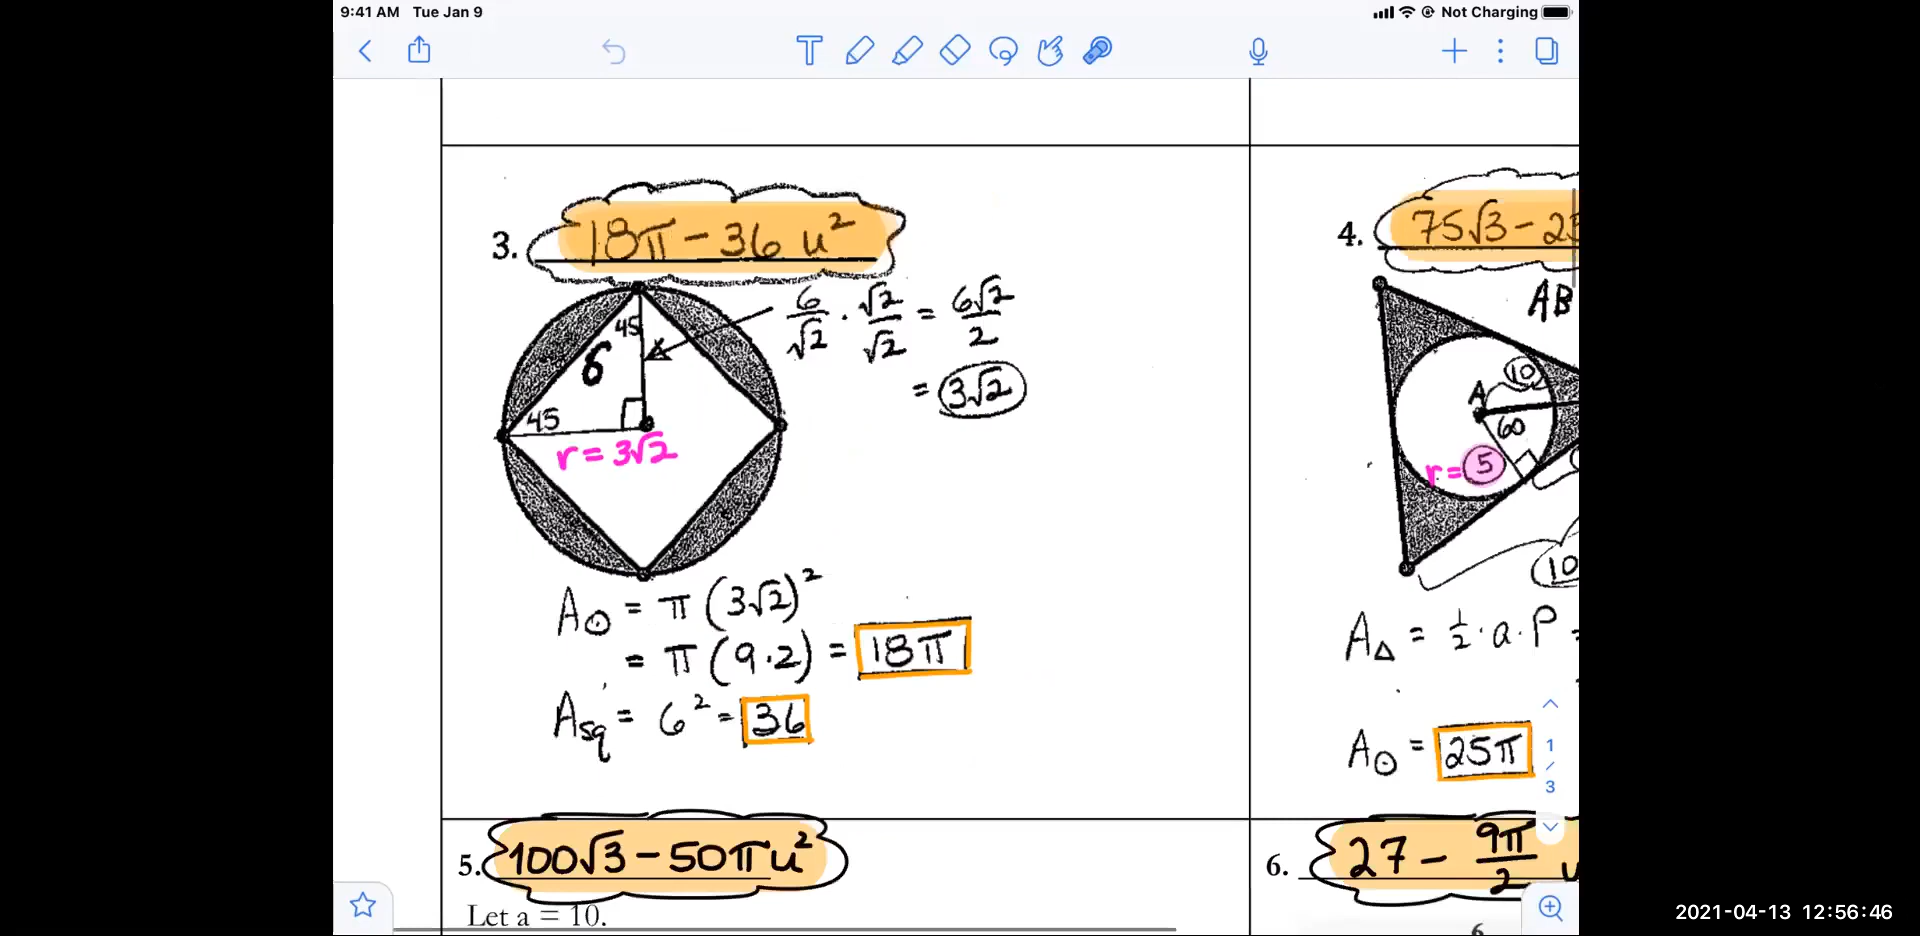 9:41 AM Tue Jan 9
Not Charging
3. 18π - 36 u²
45
6
45
r = 3√2
6/√2 · √2/√2 = 6√2/2
= 3√2
A⊙ = π (3√2)²
= π (9·2) = 18π
Asq = 6² = 36
4. 75√3 - 25
AB
A
10
60
r = 5
10
A△ = ½·a·P =
A⊙ = 25π
1
/
3
5. 100√3 - 50π u²
Let a = 10.
6. 27 - 9π/2 u
6
2021-04-13 12:56:46